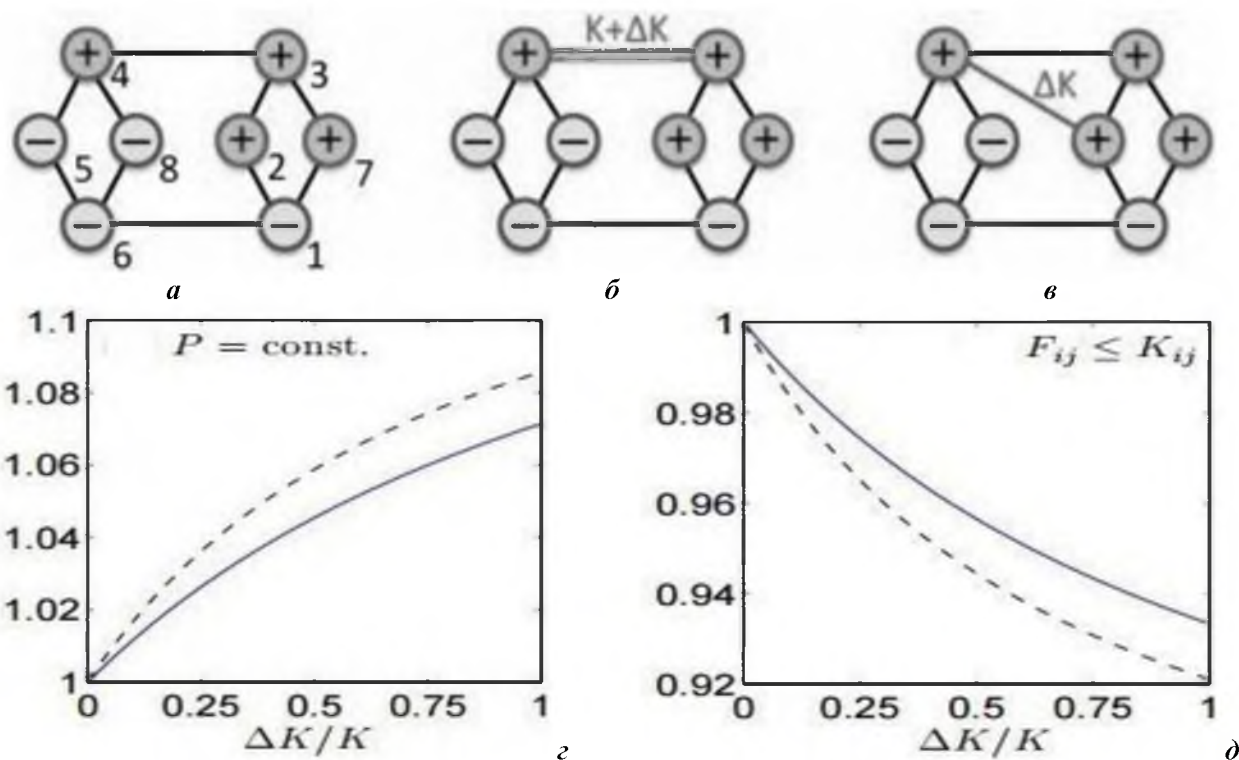 K+ΔK
+ + + + + +
4 3 ΔK
− − + + − − + + − − + +
5 8 2 7
− − − − − −
6 1
а б в
1.1 P = const. 1 F_ij ≤ K_ij
1.08 0.98
1.06
0.96
1.04
0.94
1.02
1 0.92
0 0.25 0.5 0.75 1 0 0.25 0.5 0.75 1
ΔK/K г ΔK/K д